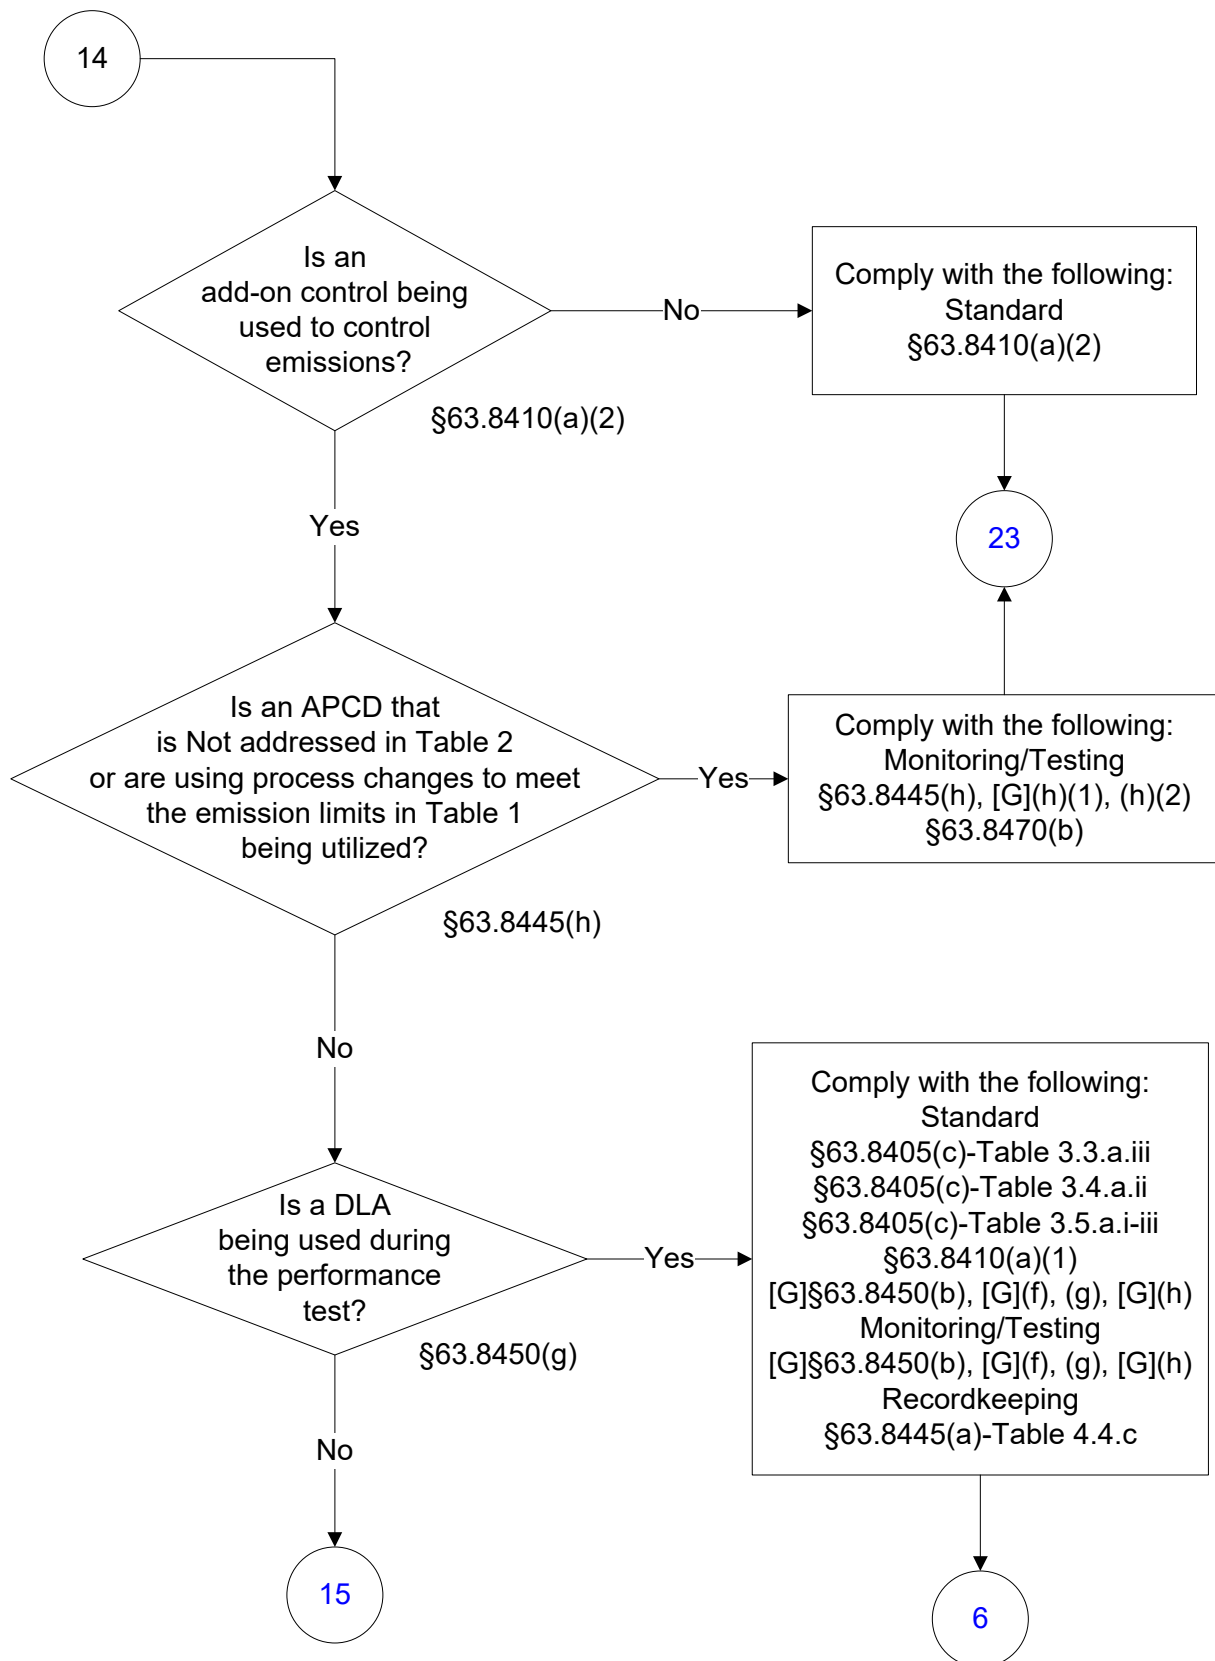 14
Is an
add-on control being
used to control
emissions?
§63.8410(a)(2)
No
Comply with the following:
Standard
§63.8410(a)(2)
Yes
23
Is an APCD that
is Not addressed in Table 2
or are using process changes to meet
the emission limits in Table 1
being utilized?
§63.8445(h)
Yes
Comply with the following:
Monitoring/Testing
§63.8445(h), [G](h)(1), (h)(2)
§63.8470(b)
No
Is a DLA
being used during
the performance
test?
§63.8450(g)
Yes
Comply with the following:
Standard
§63.8405(c)-Table 3.3.a.iii
§63.8405(c)-Table 3.4.a.ii
§63.8405(c)-Table 3.5.a.i-iii
§63.8410(a)(1)
[G]§63.8450(b), [G](f), (g), [G](h)
Monitoring/Testing
[G]§63.8450(b), [G](f), (g), [G](h)
Recordkeeping
§63.8445(a)-Table 4.4.c
No
15
6